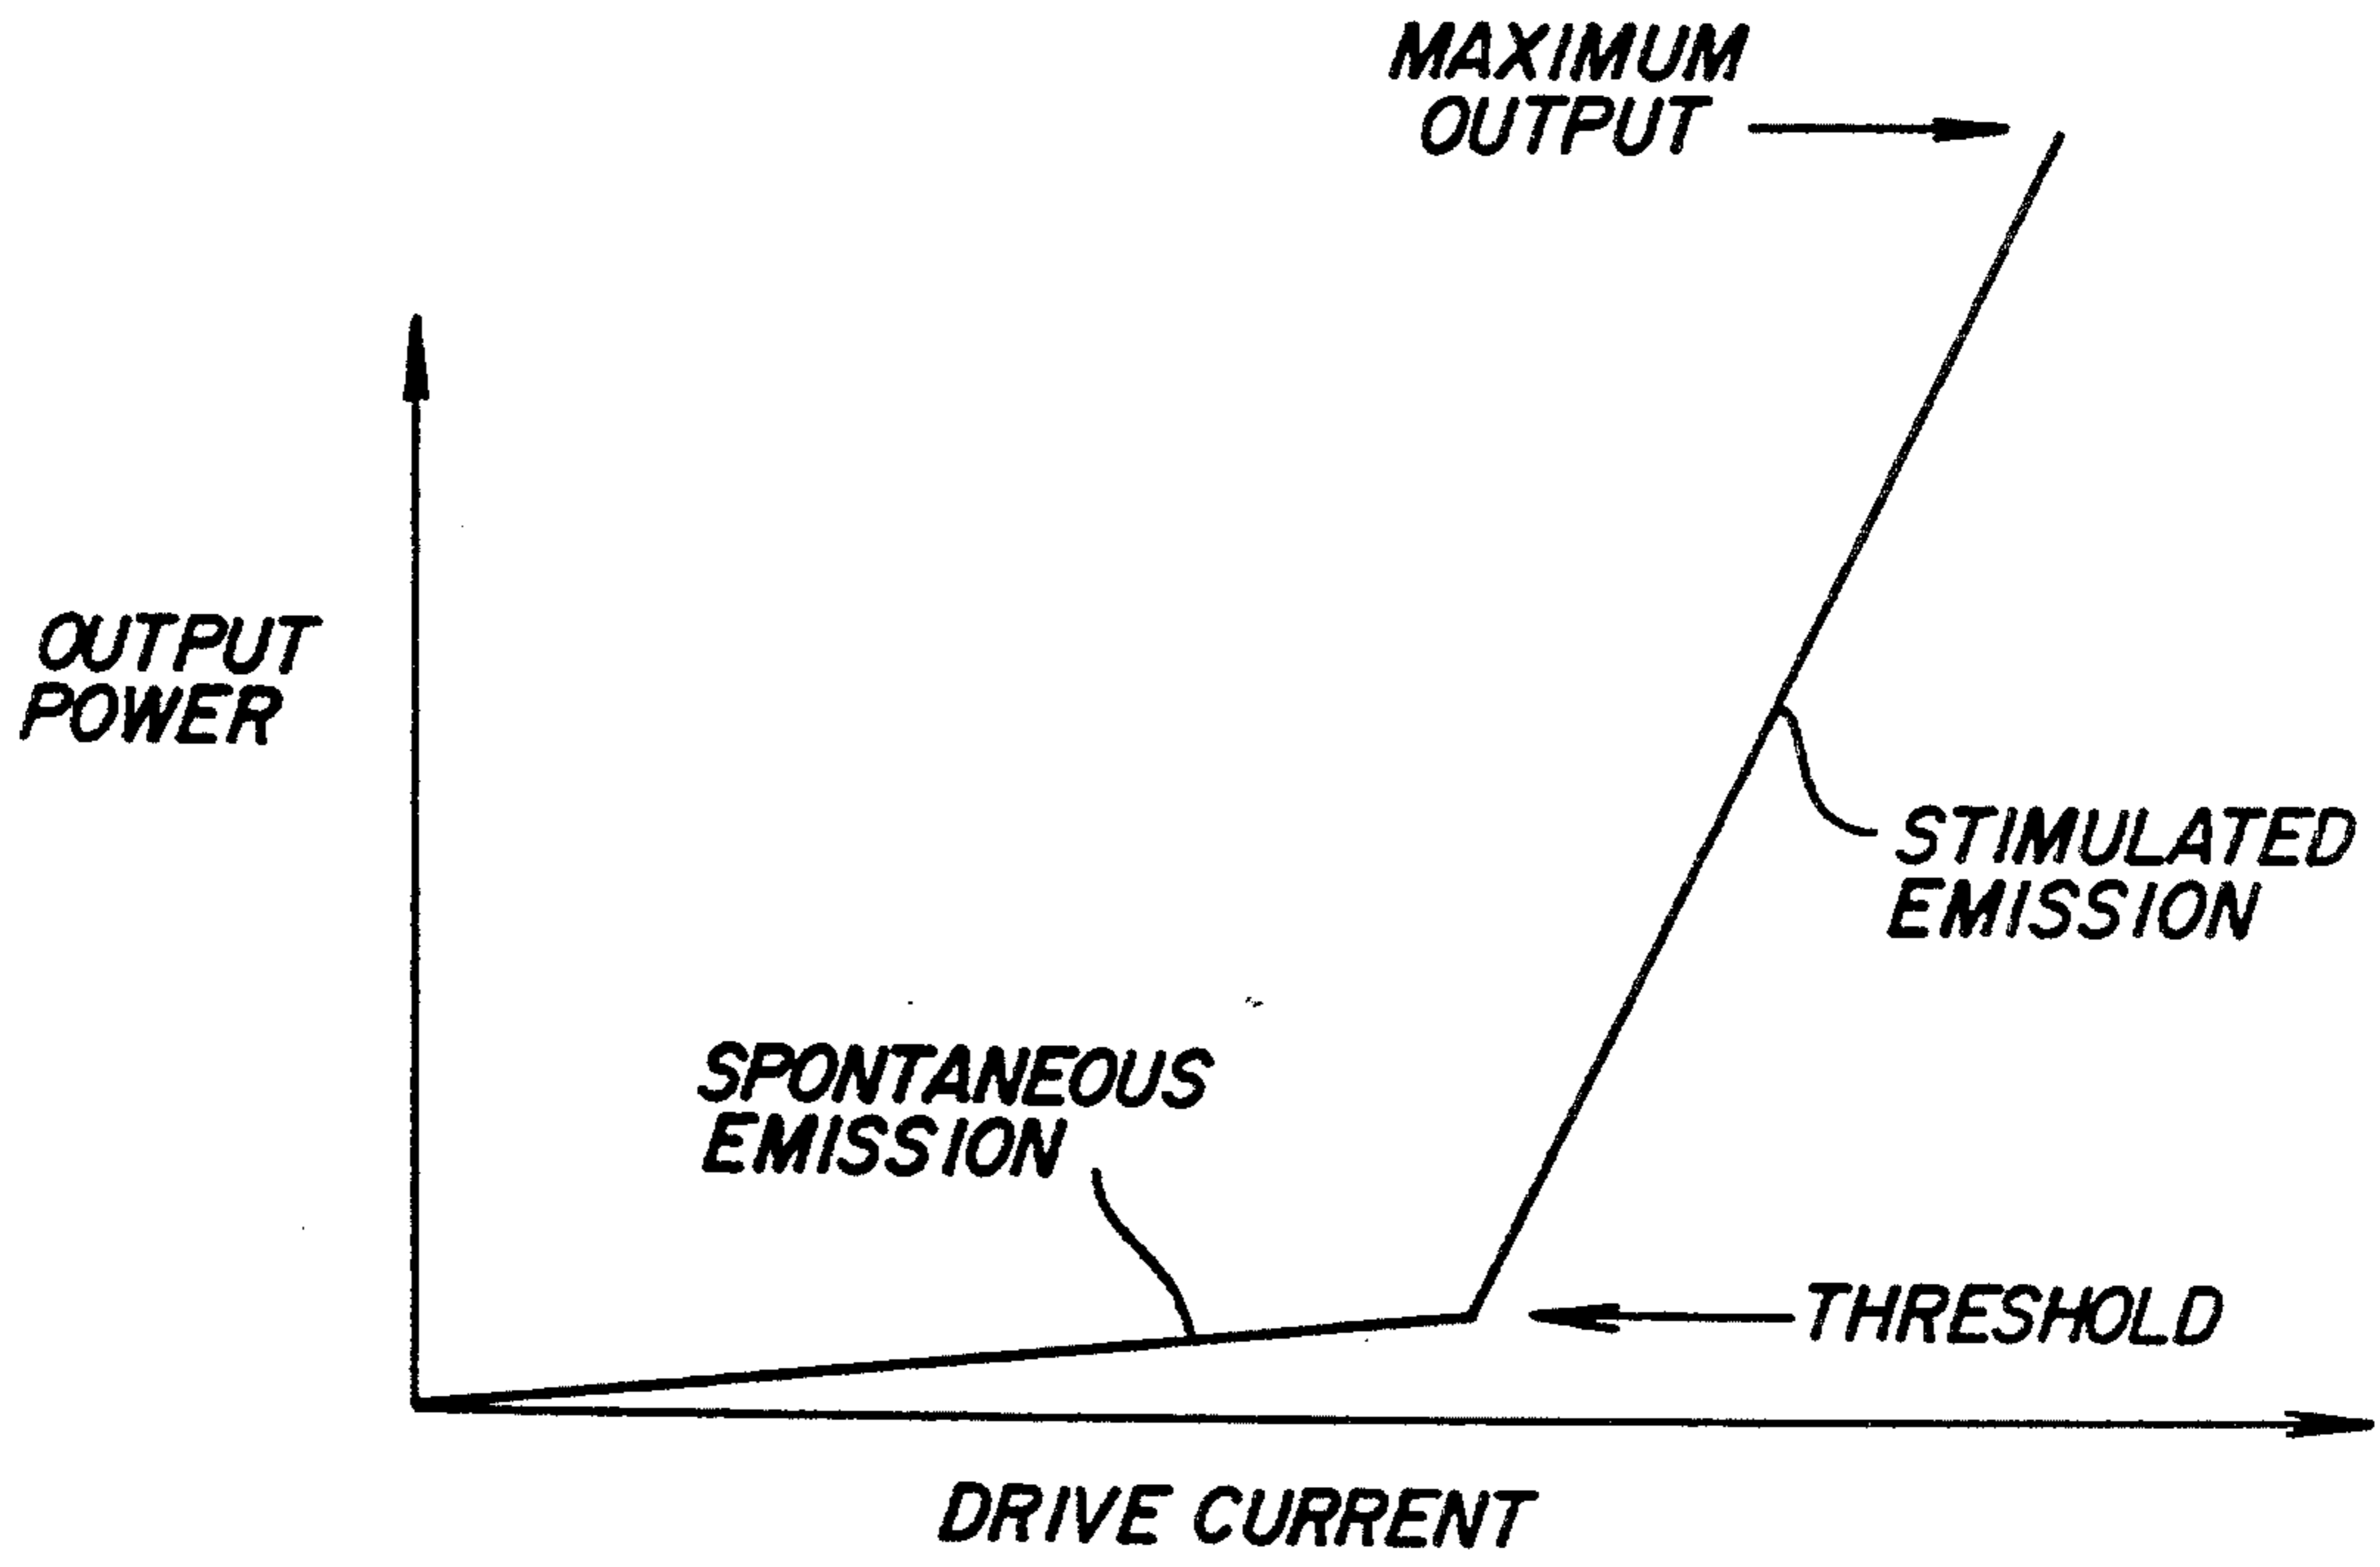 MAXIMUM
OUTPUT
OUTPUT
POWER
STIMULATED
EMISSION
SPONTANEOUS
EMISSION
THRESHOLD
DRIVE CURRENT